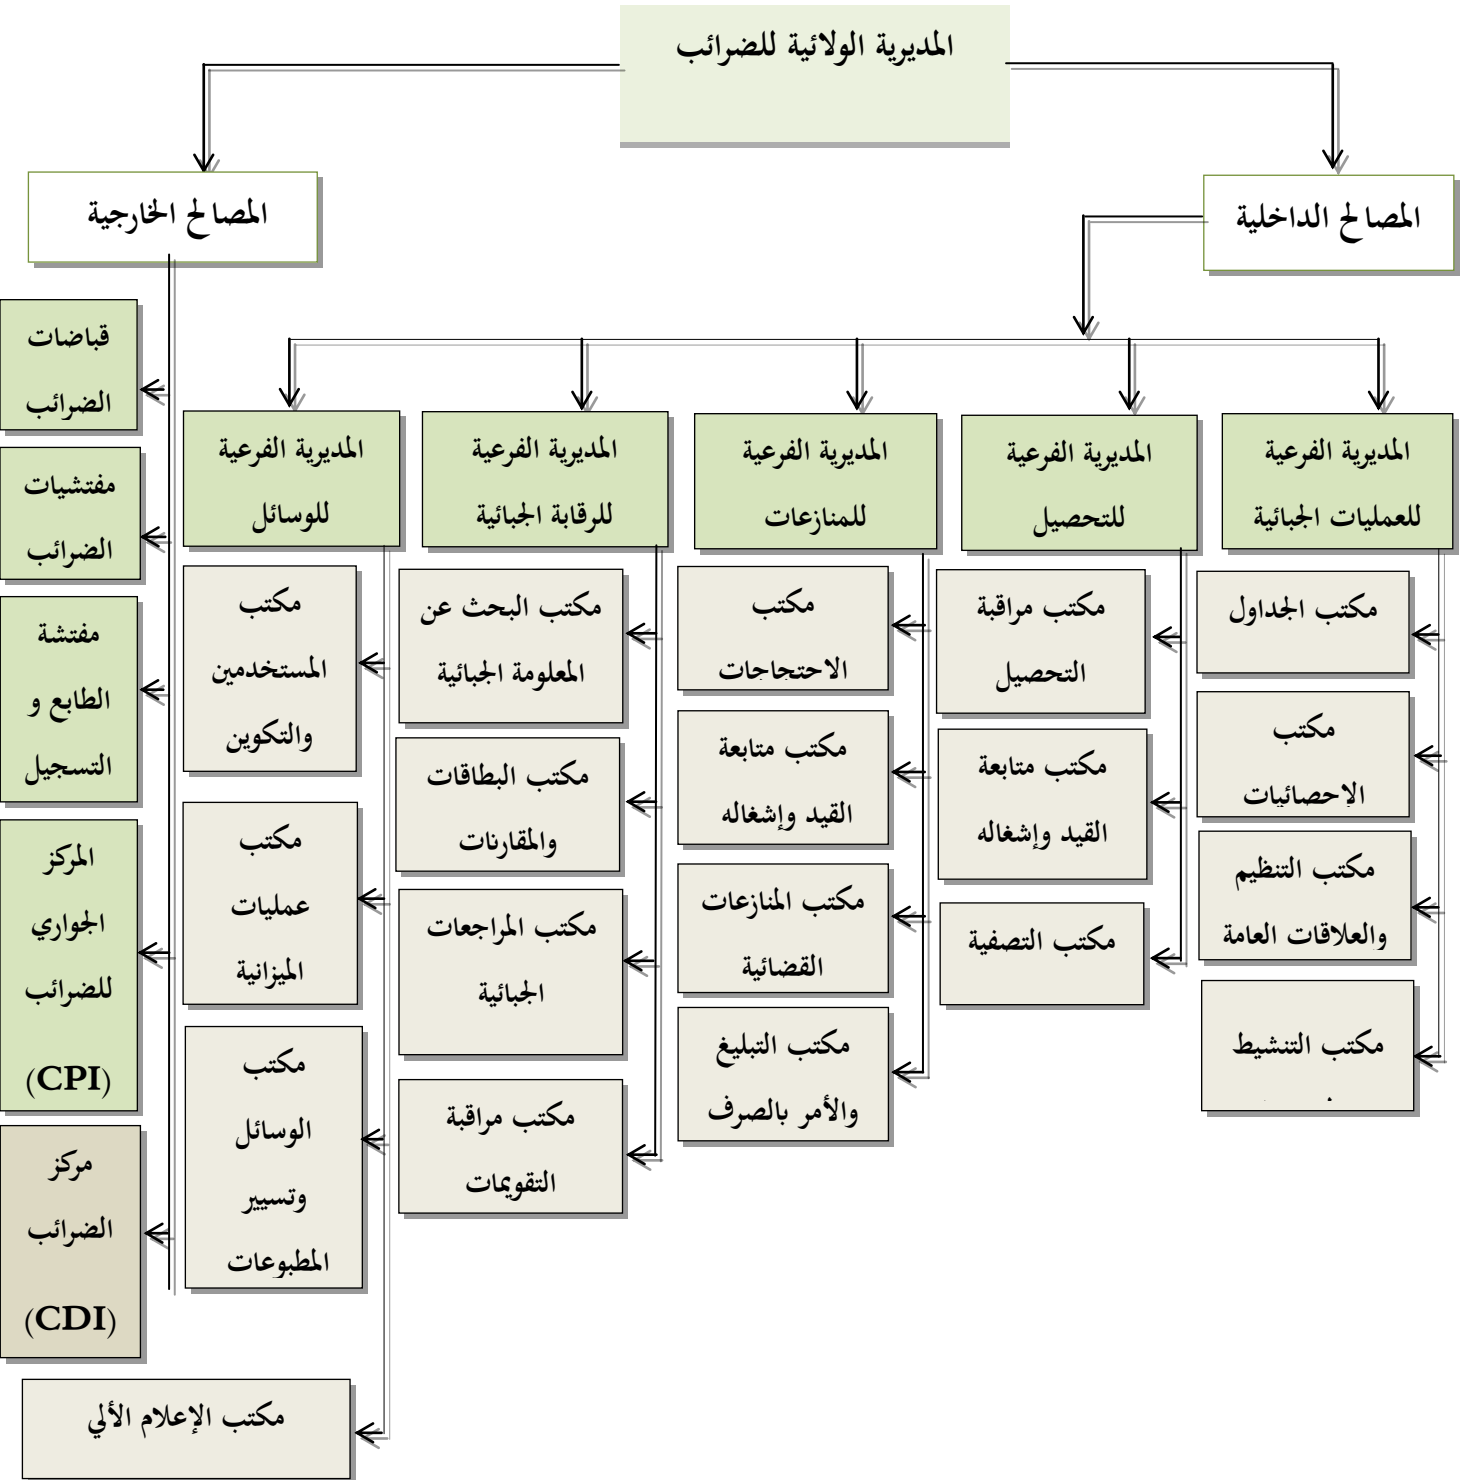 المديرية الولائية للضرائب
المصالح الداخلية
المصالح الخارجية
المديرية الفرعية
للعمليات الجبائية
مكتب الجداول
مكتب
الاحصائيات
مكتب التنظيم
والعلاقات العامة
مكتب التنشيط
المديرية الفرعية
للتحصيل
مكتب مراقبة
التحصيل
مكتب متابعة
القيد وإشغاله
مكتب التصفية
المديرية الفرعية
للمنازعات
مكتب
الاحتجاجات
مكتب متابعة
القيد وإشغاله
مكتب المنازعات
القضائية
مكتب التبليغ
والأمر بالصرف
المديرية الفرعية
للرقابة الجبائية
مكتب البحث عن
المعلومة الجبائية
مكتب البطاقات
والمقارنات
مكتب المراجعات
الجبائية
مكتب مراقبة
التقويمات
المديرية الفرعية
للوسائل
مكتب
المستخدمين
والتكوين
مكتب
عمليات
الميزانية
مكتب
الوسائل
وتسيير
المطبوعات
مكتب الإعلام الألي
قباضات
الضرائب
مفتشيات
الضرائب
مفتشة
الطابع و
التسجيل
المركز
الجواري
للضرائب
(CPI)
مركز
الضرائب
(CDI)